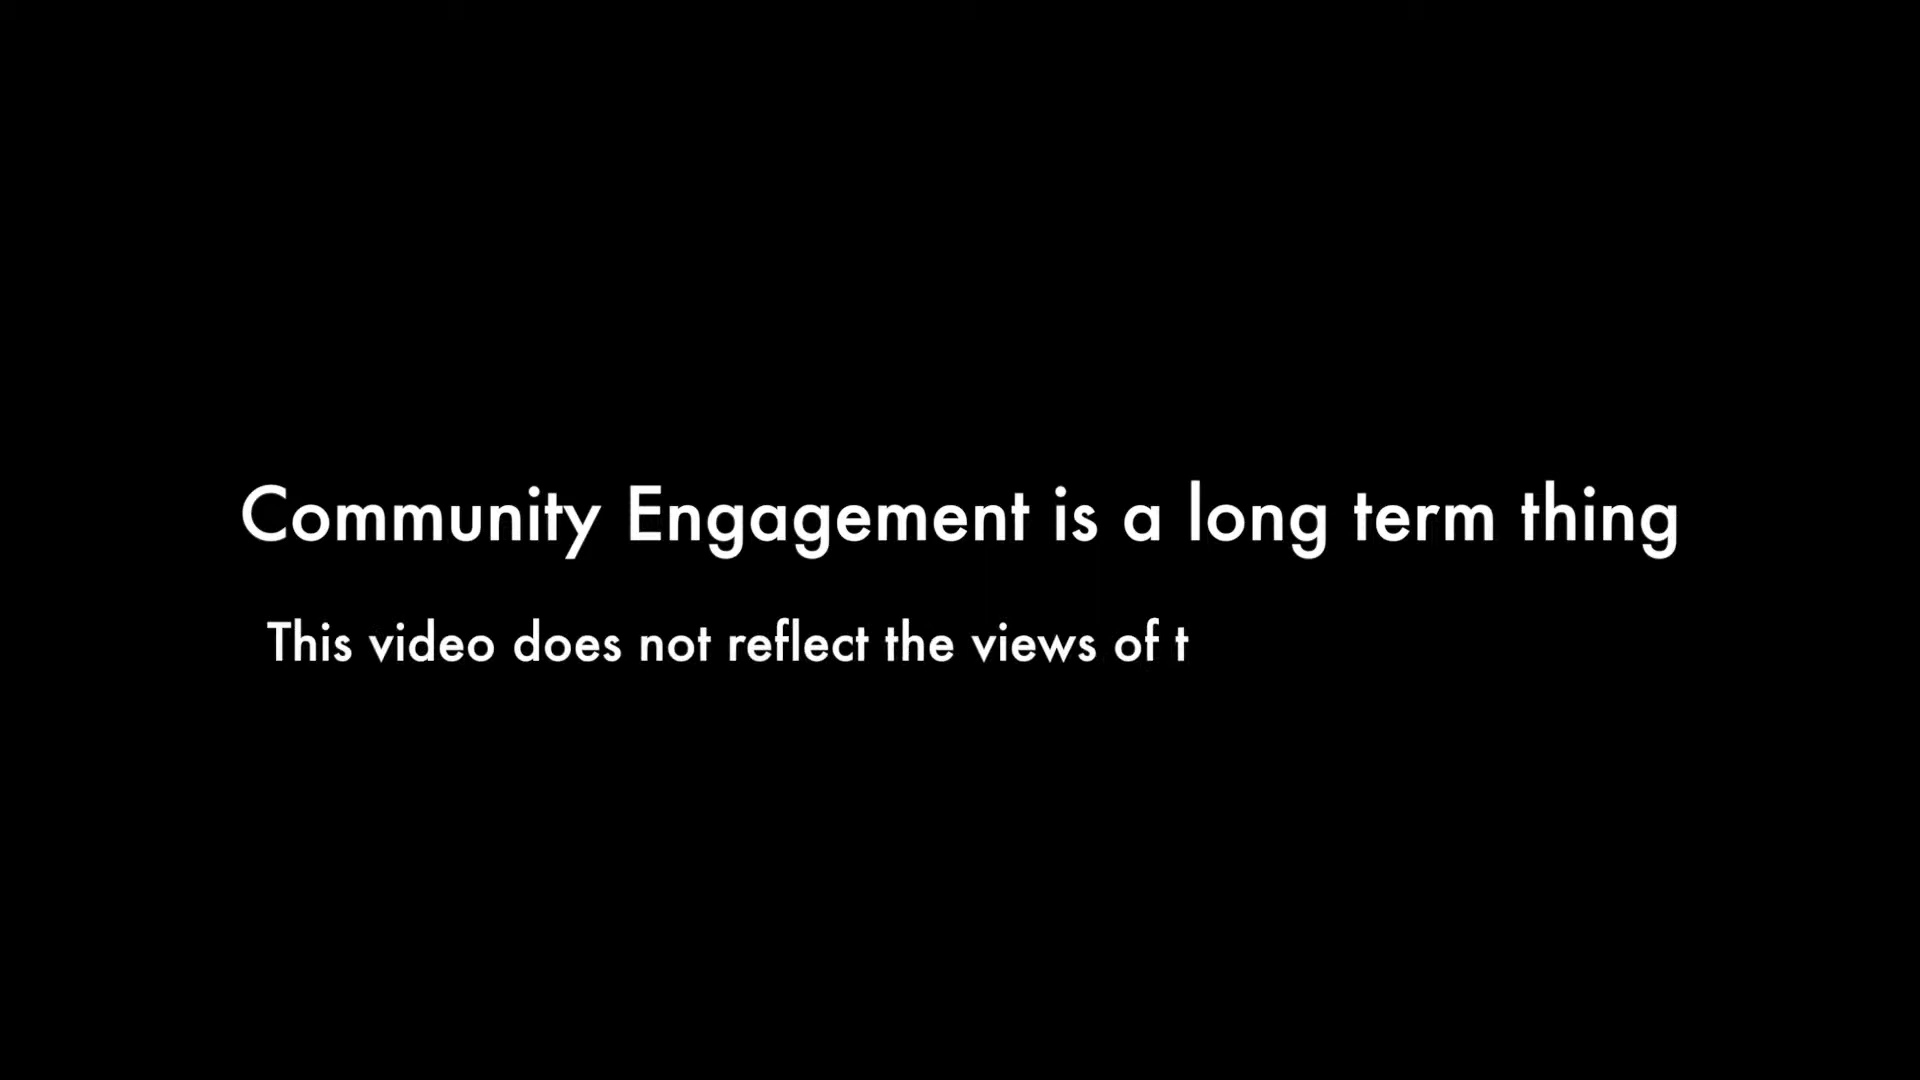 Community Engagement is a long term thing
This video does not reflect the views of t